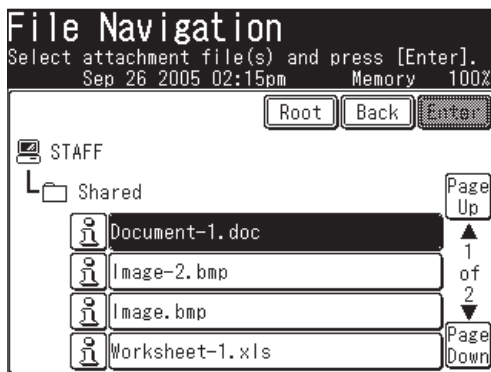 File Navigation
Select attachment file(s) and press [Enter].
Sep 26 2005 02:15pm Memory 100%
Root Back Enter
STAFF
Shared
Page Up
Document-1.doc
1 of 2
Image-2.bmp
Image.bmp
Worksheet-1.xls
Page Down